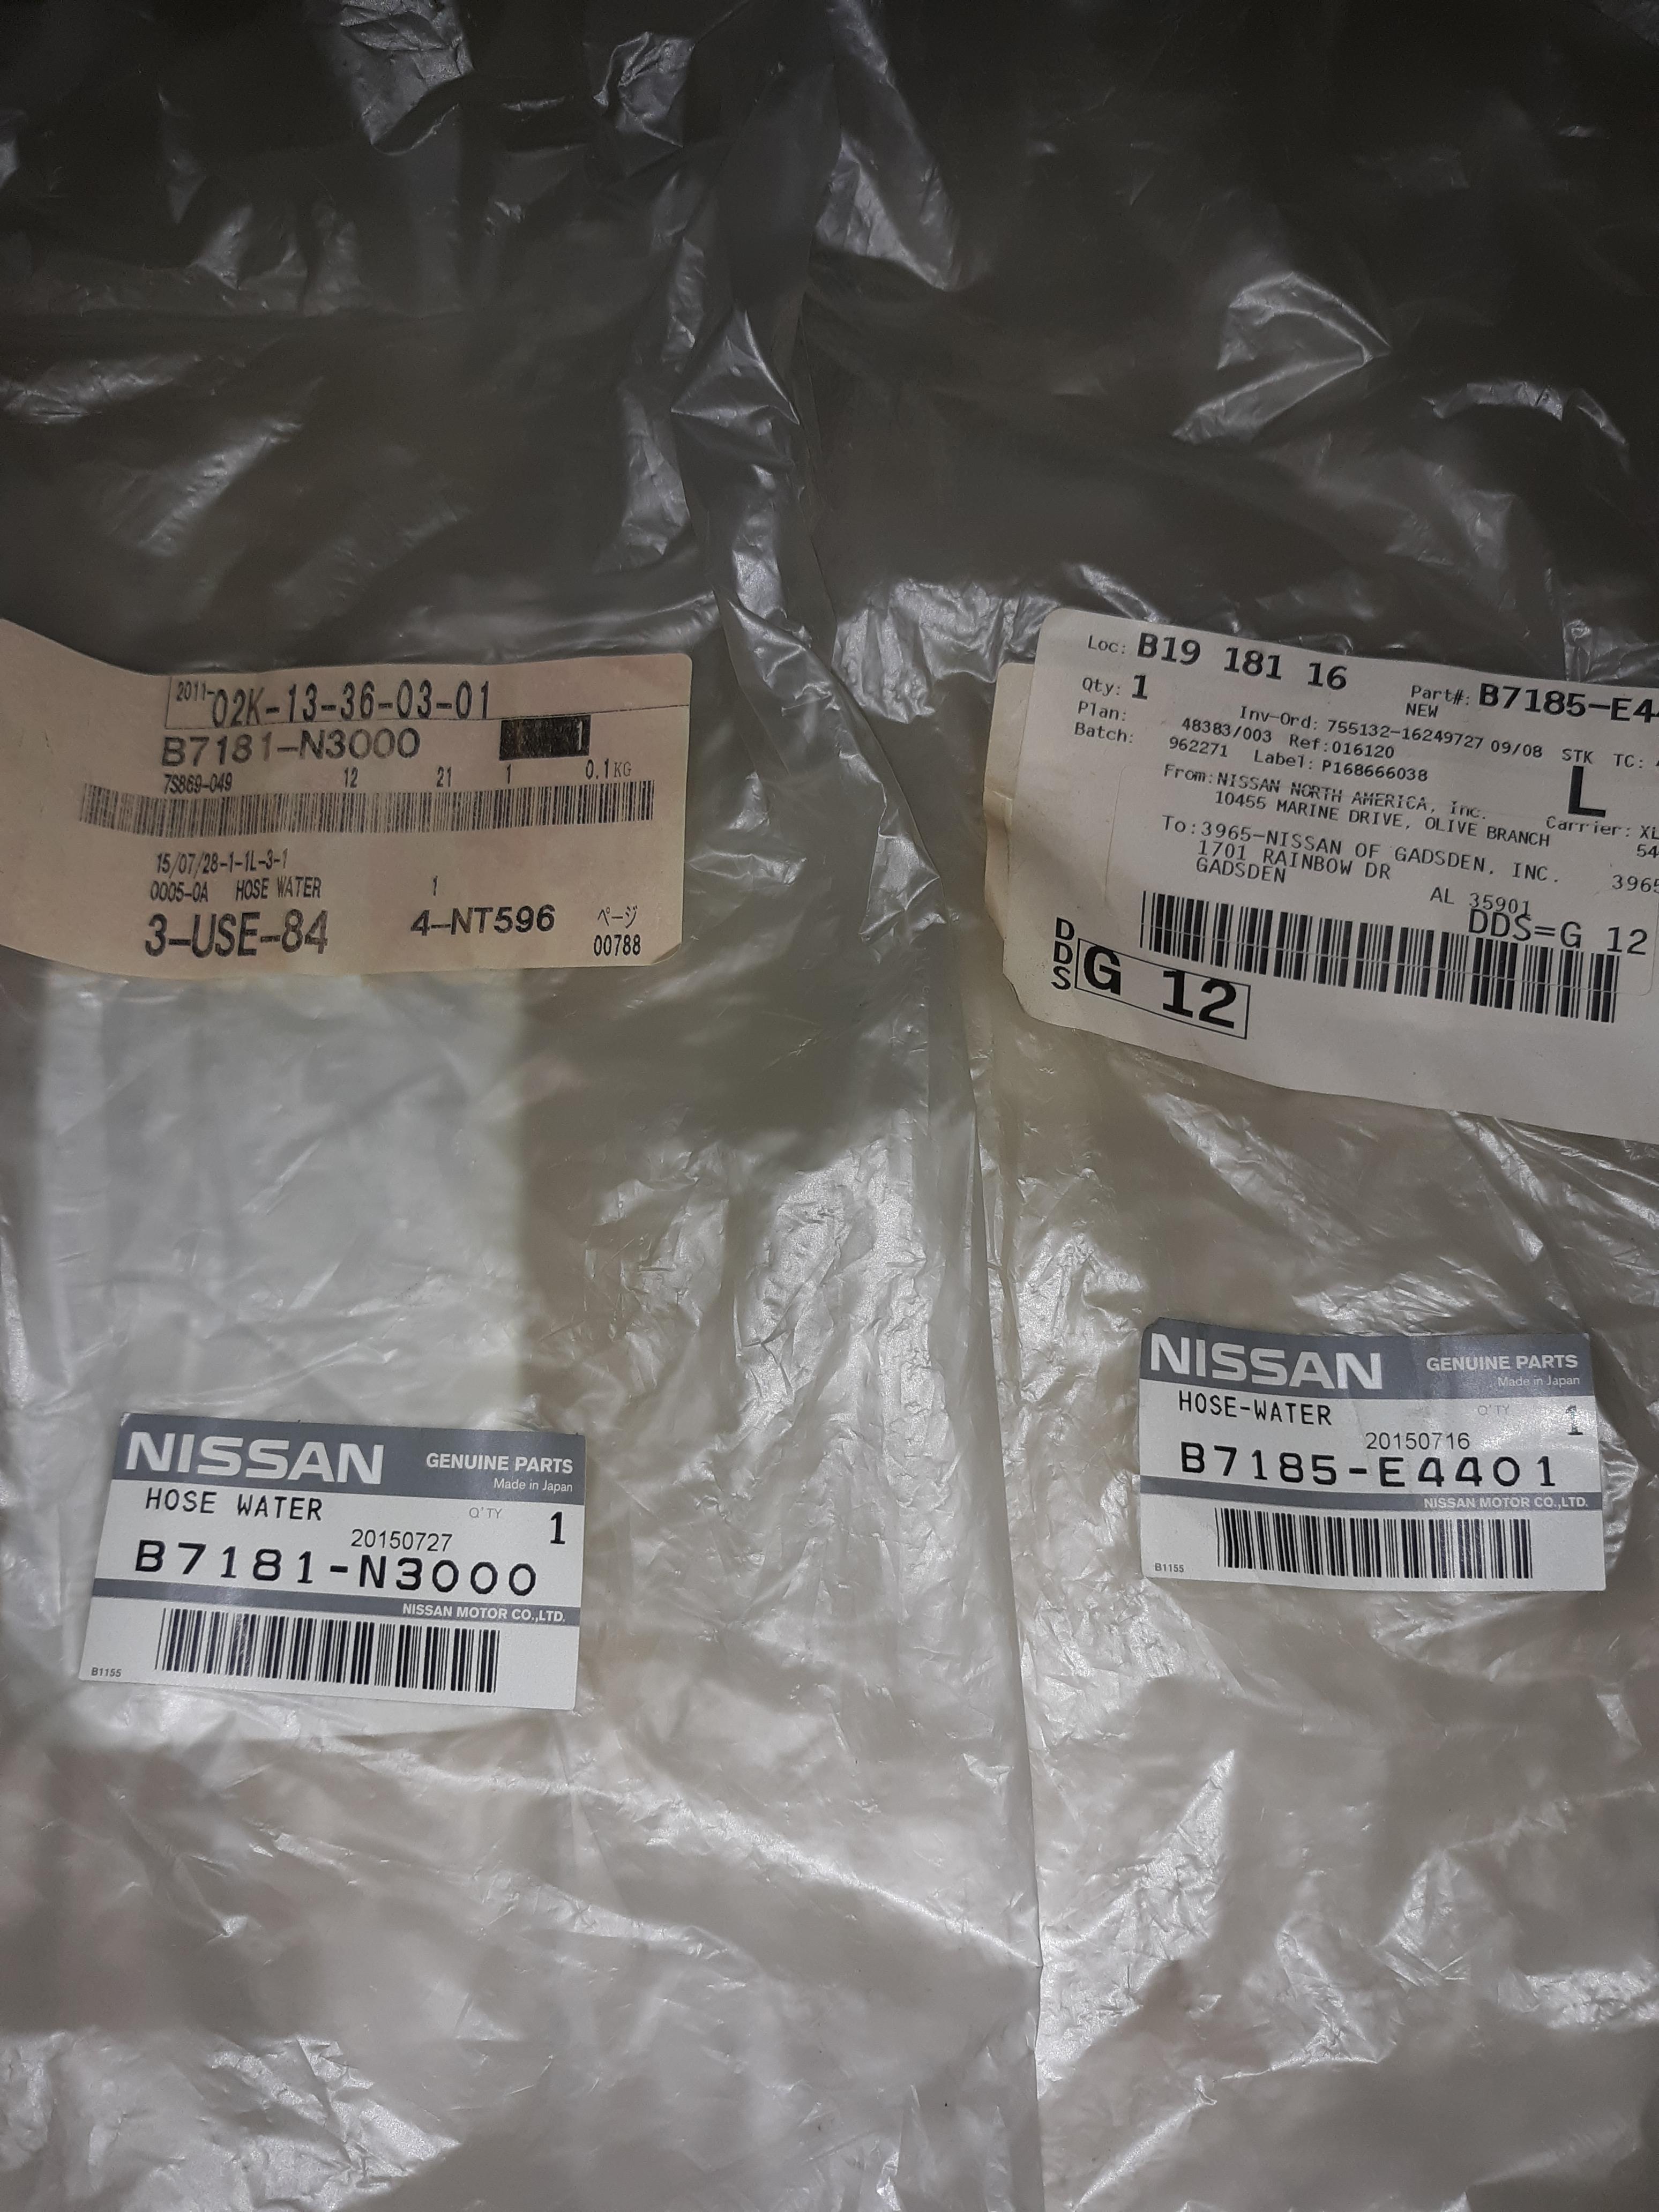 2011-02K-13-36-03-01
B7181-N3000 1
7S869-049 12 21 1 0.1KG
15/07/28-1-1L-3-1
0005-0A HOSE WATER 1
3-USE-84 4-NT596 ページ
00788
Loc: B19 181 16
Qty: 1 Part#: B7185-E4
NEW
Plan: Inv-Ord: 755132-16249727 09/08 STK TC:
48383/003 Ref:016120
Batch: 962271 Label: P168666038 L
From: NISSAN NORTH AMERICA, Inc.
10455 MARINE DRIVE, OLIVE BRANCH Carrier: XL
54
To: 3965-NISSAN OF GADSDEN, INC. 3965
1701 RAINBOW DR
GADSDEN AL 35901
DDS=G 12
DDS G 12
NISSAN GENUINE PARTS
Made in Japan
HOSE WATER Q'TY 1
20150727
B7181-N3000
NISSAN MOTOR CO.,LTD.
B1155
NISSAN GENUINE PARTS
Made in Japan
HOSE-WATER Q'TY 1
20150716
B7185-E4401
NISSAN MOTOR CO.,LTD.
B1155